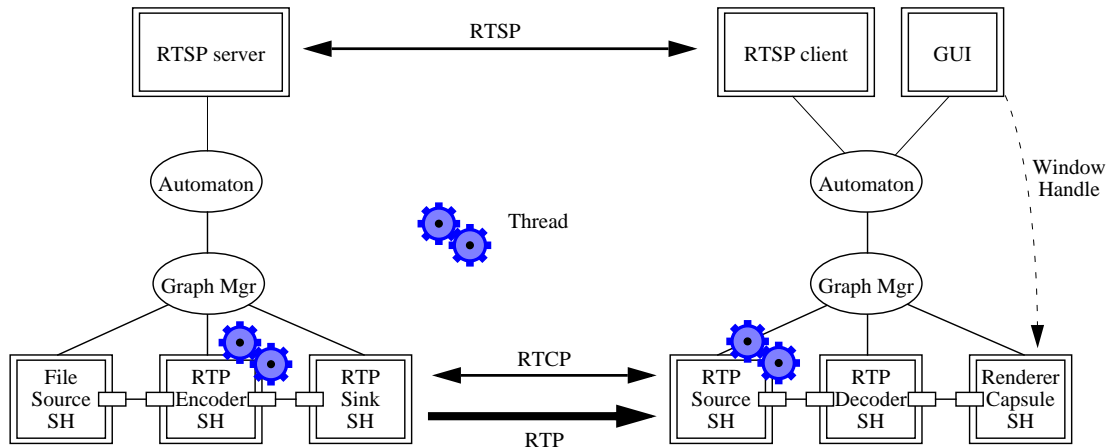 RTSP
RTSP server
RTSP client
GUI
Automaton
Automaton
Window
Handle
Thread
Graph Mgr
Graph Mgr
File
Source
SH
RTP
Encoder
SH
RTP
Sink
SH
RTCP
RTP
RTP
Source
SH
RTP
Decoder
SH
Renderer
Capsule
SH